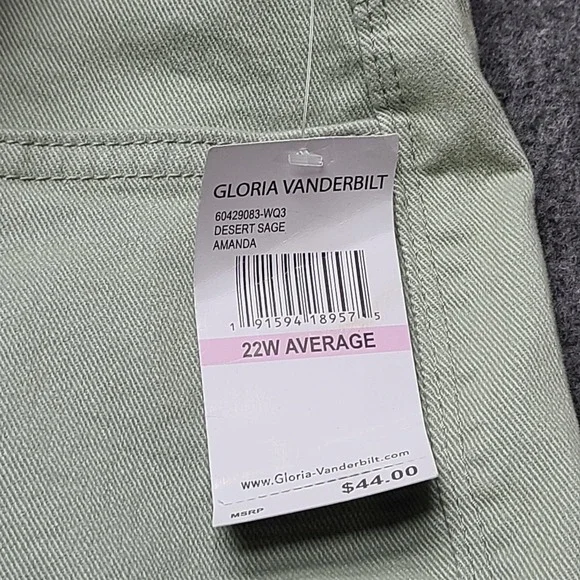 GLORIA VANDERBILT
60429083-WQ3
DESERT SAGE
AMANDA
1 91594 18957 5
22W AVERAGE
www.Gloria-Vanderbilt.com
MSRP $44.00